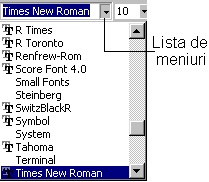 Times New Roman 10
R Times
R Toronto
Renfrew-Rom
Score Font 4.0
Small Fonts
Steinberg
SwitzBlackR
Symbol
System
Tahoma
Terminal
Times New Roman
Lista de
meniuri